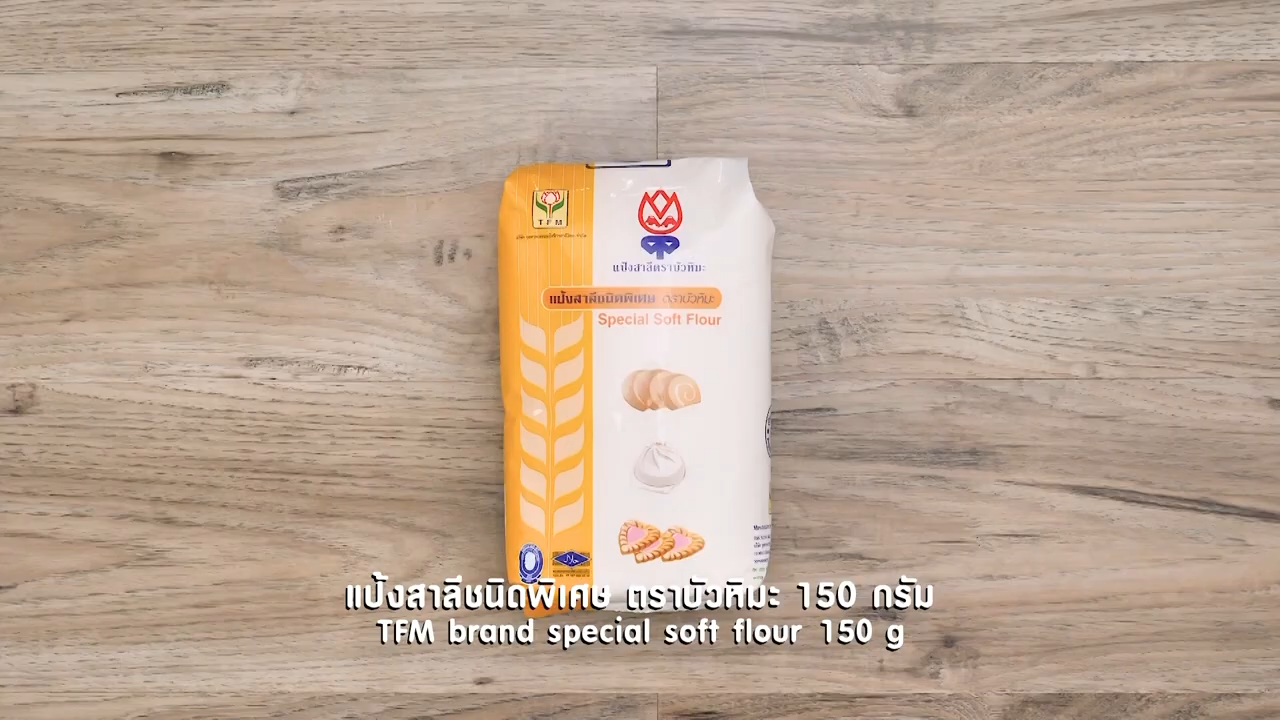 TFM
แป้งสาลีตราบัวหิมะ
แป้งสาลีชนิดพิเศษ ตราบัวหิมะ
Special Soft Flour
แป้งสาลีชนิดพิเศษ ตราบัวหิมะ 150 กรัม
TFM brand special soft flour 150 g